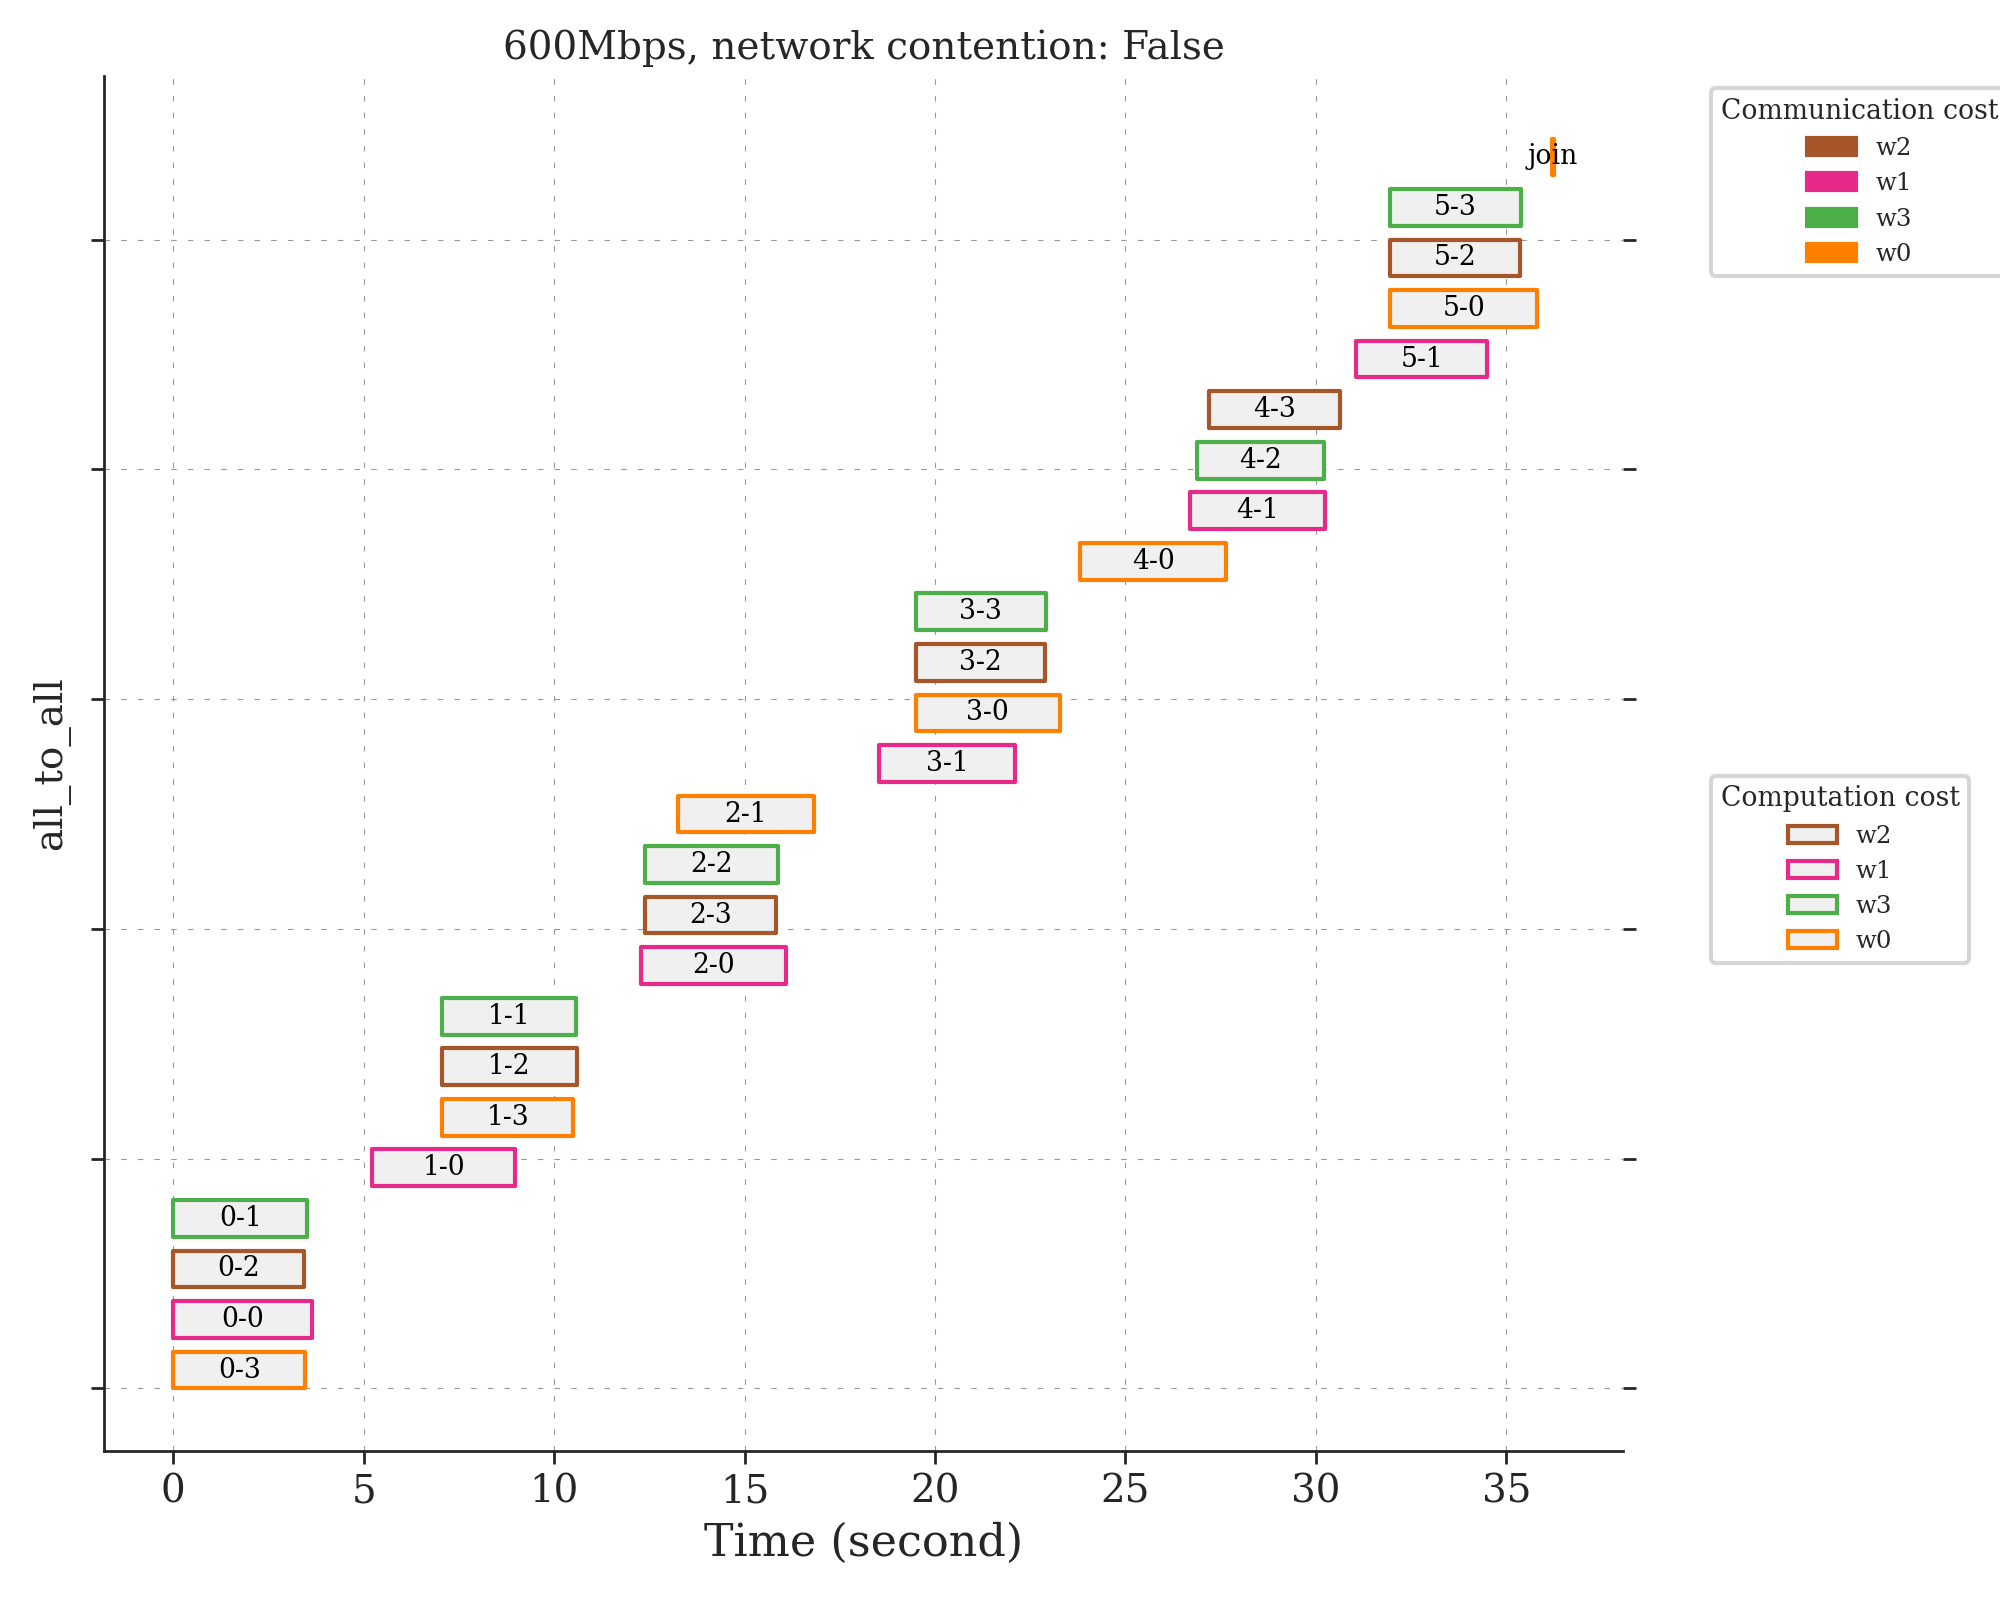 600Mbps, network contention: False
Communication cost
w2
w1
w3
w0
join
5-3
5-2
5-0
5-1
4-3
4-2
4-1
4-0
3-3
3-2
3-0
3-1
2-1
2-2
2-3
2-0
1-1
1-2
1-3
1-0
0-1
0-2
0-0
0-3
all_to_all
Computation cost
w2
w1
w3
w0
0 5 10 15 20 25 30 35
Time (second)